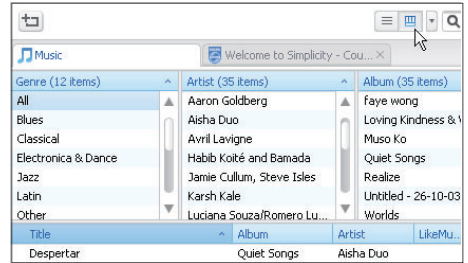 Music
Welcome to Simplicity - Cou...
Genre (12 items)
Artist (35 items)
Album (35 items)
All
Aaron Goldberg
faye wong
Blues
Aisha Duo
Loving Kindness &
Classical
Avril Lavigne
Muso Ko
Electronica & Dance
Habib Koité and Bamada
Quiet Songs
Jazz
Jamie Cullum, Steve Isles
Realize
Latin
Karsh Kale
Untitled - 26-10-03
Other
Luciana Souza/Romero Lu...
Worlds
Title
Album
Artist
LikeMu...
Despertar
Quiet Songs
Aisha Duo